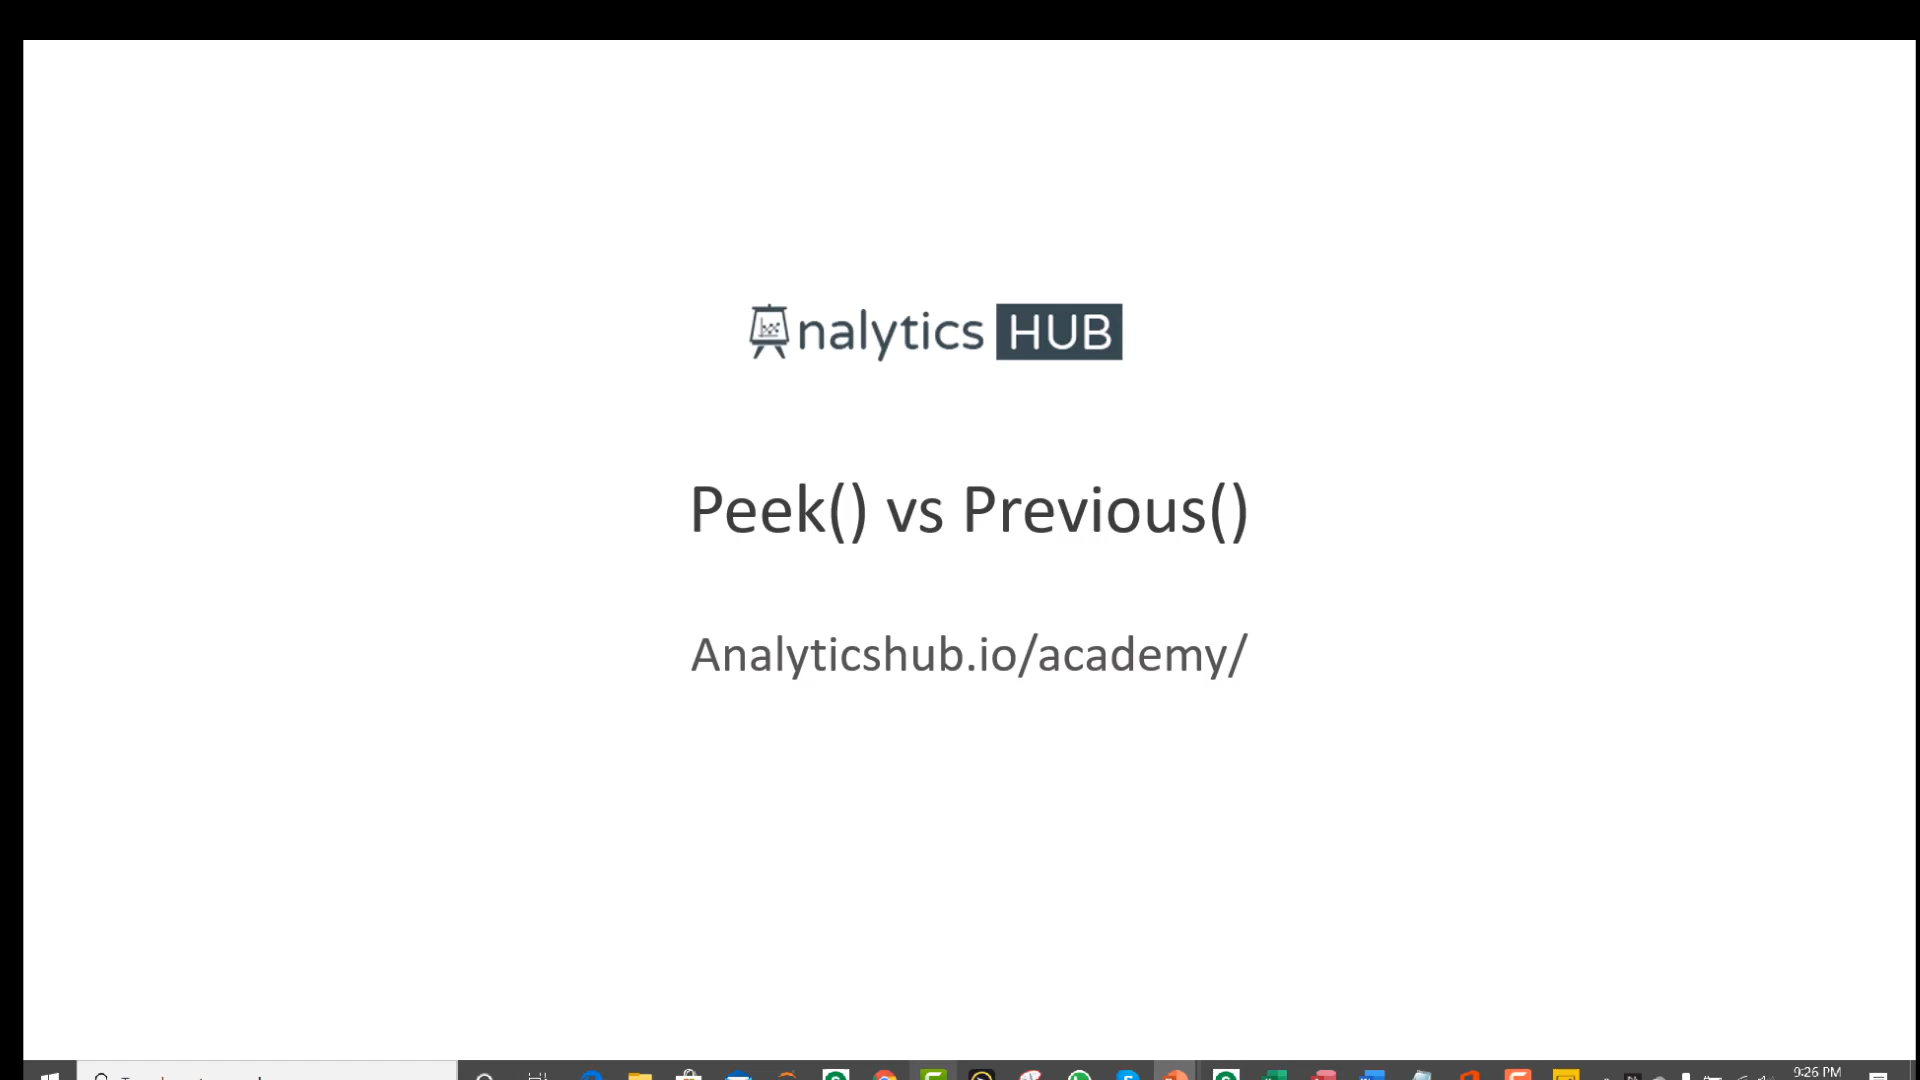 nalytics HUB
Peek() vs Previous()
Analyticshub.io/academy/
9:26 PM